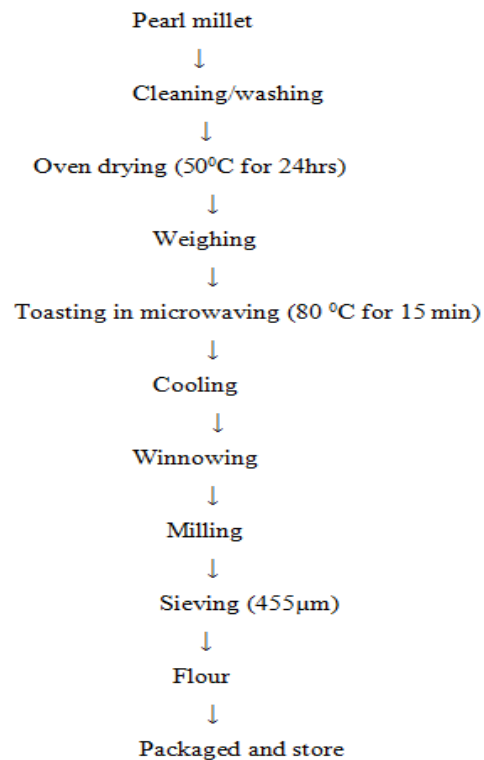 Pearl millet
↓
Cleaning/washing
↓
Oven drying (50⁰C for 24hrs)
↓
Weighing
↓
Toasting in microwaving (80 ⁰C for 15 min)
↓
Cooling
↓
Winnowing
↓
Milling
↓
Sieving (455µm)
↓
Flour
↓
Packaged and store